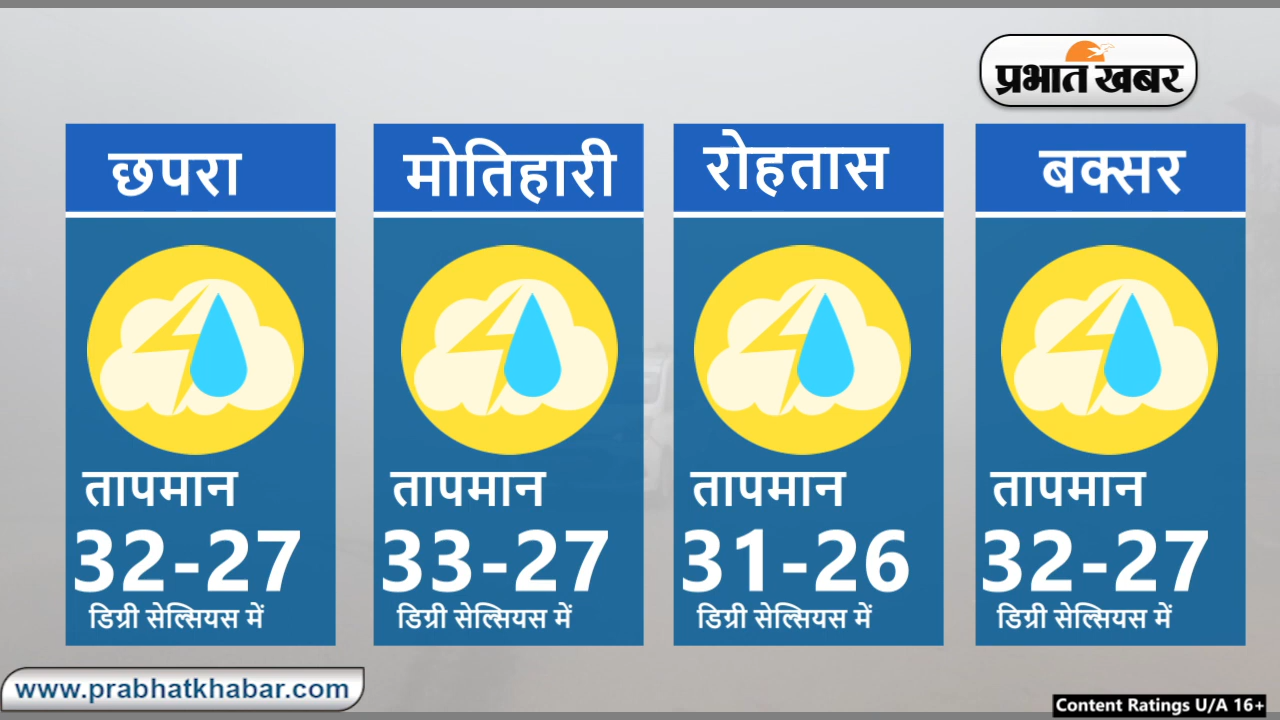 प्रभात खबर
छपरा
मोतिहारी
रोहतास
बक्सर
तापमान
32-27
डिग्री सेल्सियस में
तापमान
33-27
डिग्री सेल्सियस में
तापमान
31-26
डिग्री सेल्सियस में
तापमान
32-27
डिग्री सेल्सियस में
www.prabhatkhabar.com
Content Ratings U/A 16+